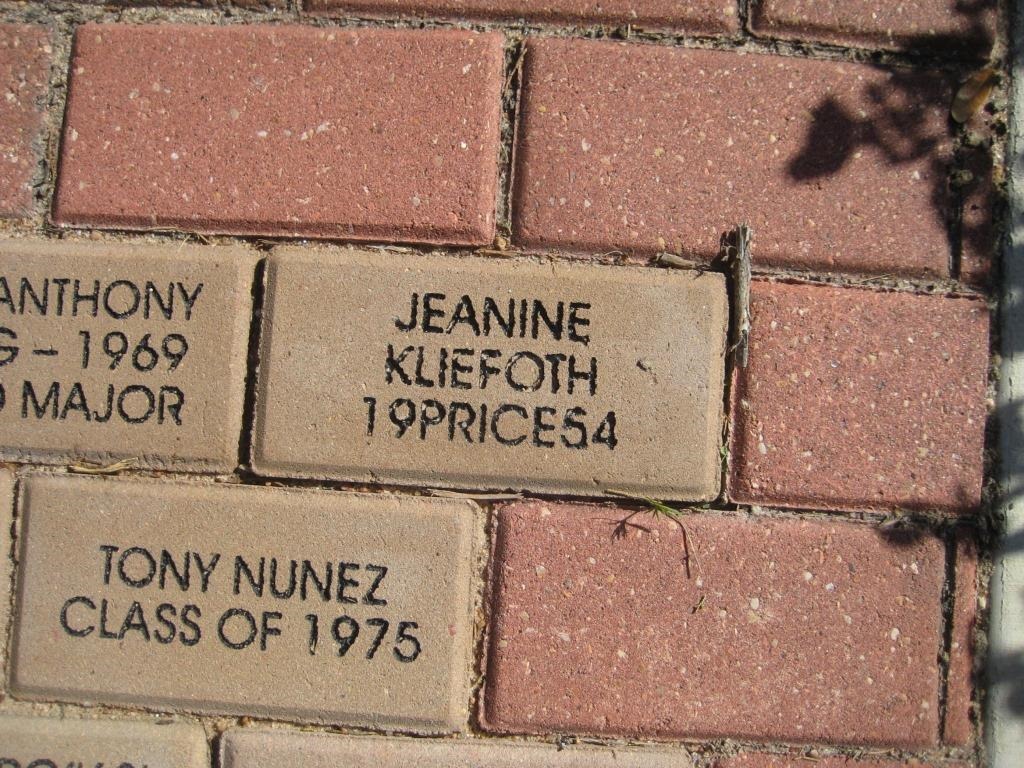 ANTHONY
G – 1969
MAJOR
JEANINE
KLIEFOTH
19PRICE54
TONY NUNEZ
CLASS OF 1975